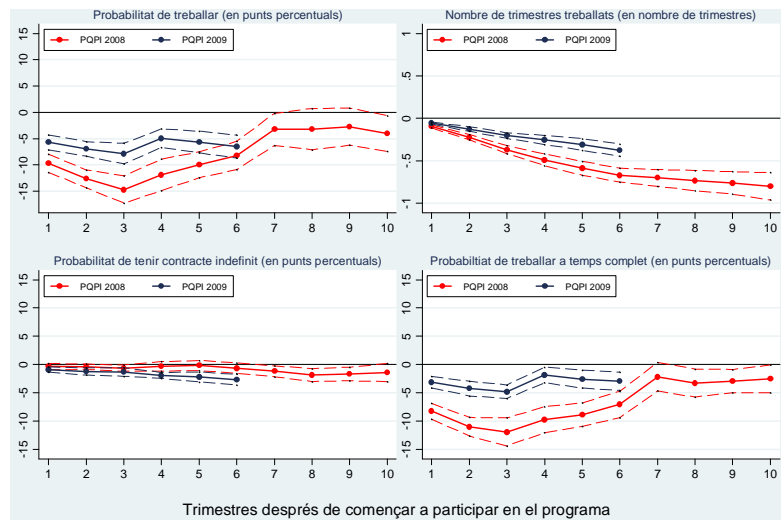 Probabilitat de treballar (en punts percentuals)
PQPI 2008 PQPI 2009
15
10
5
0
-5
-10
-15
1 2 3 4 5 6 7 8 9 10
Nombre de trimestres treballats (en nombre de trimestres)
PQPI 2008 PQPI 2009
1
.5
0
-.5
-1
1 2 3 4 5 6 7 8 9 10
Probabilitat de tenir contracte indefinit (en punts percentuals)
PQPI 2008 PQPI 2009
15
10
5
0
-5
-10
-15
1 2 3 4 5 6 7 8 9 10
Probabiltiat de treballar a temps complet (en punts percentuals)
PQPI 2008 PQPI 2009
15
10
5
0
-5
-10
-15
1 2 3 4 5 6 7 8 9 10
Trimestres després de començar a participar en el programa